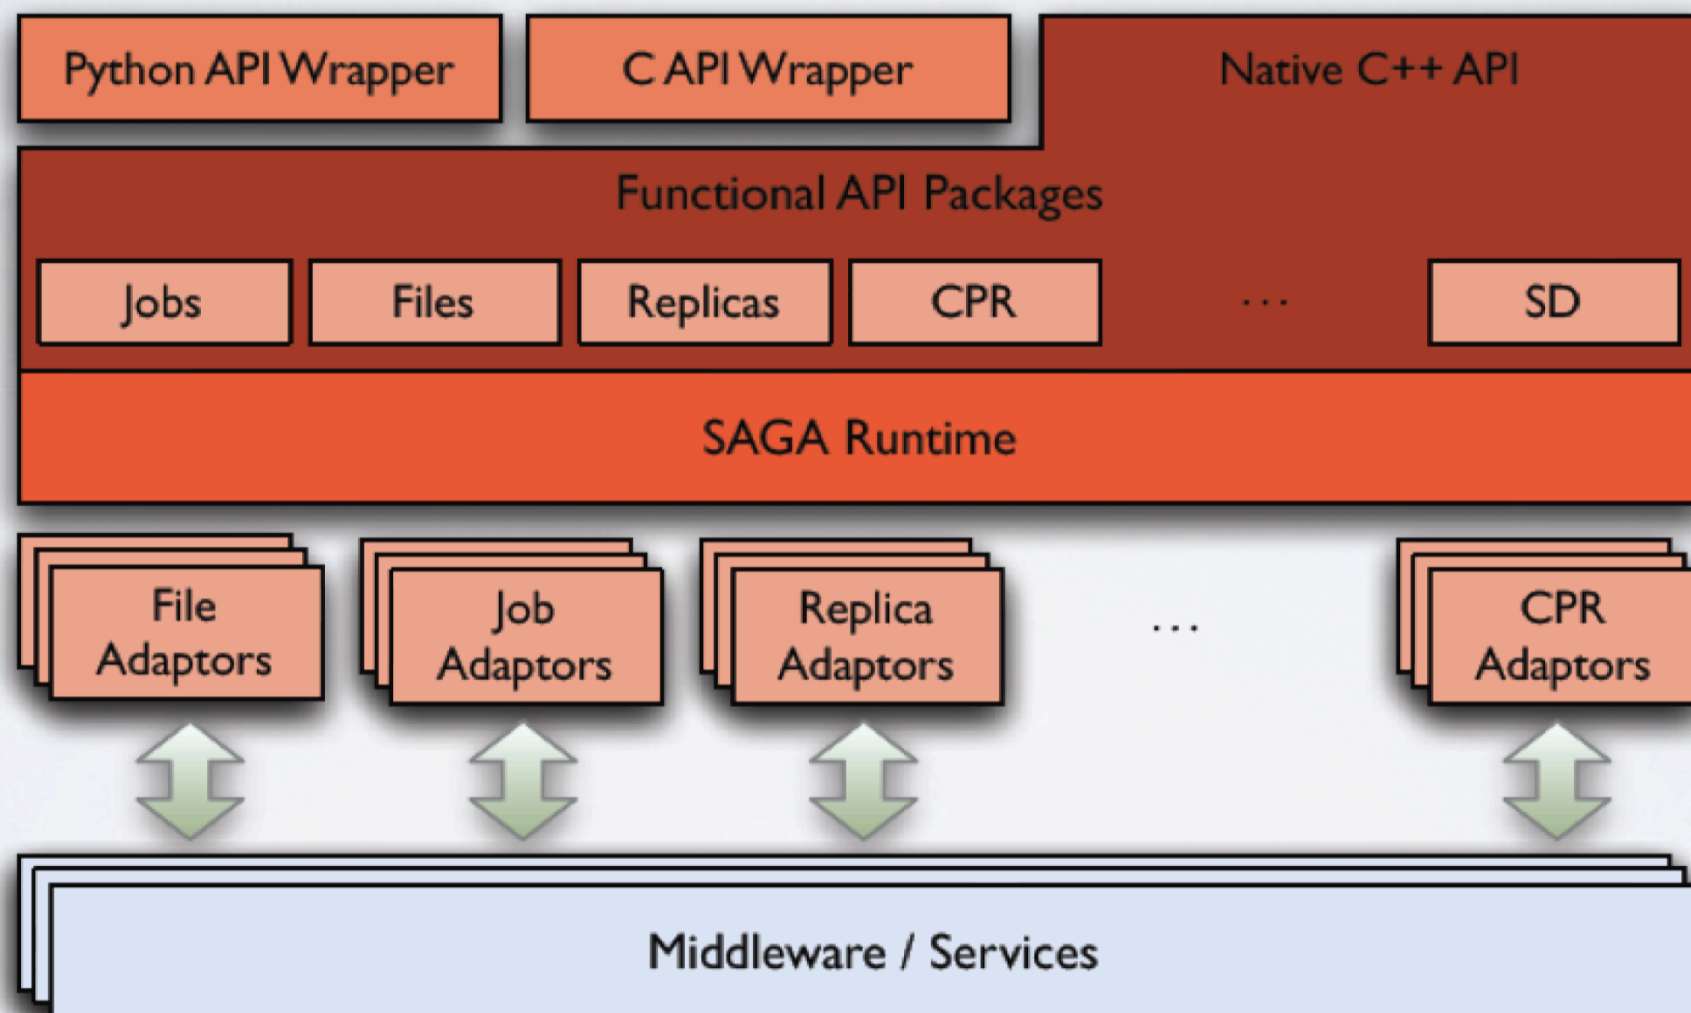 Python API Wrapper
C API Wrapper
Native C++ API
Functional API Packages
Jobs
Files
Replicas
CPR
...
SD
SAGA Runtime
File
Adaptors
Job
Adaptors
Replica
Adaptors
...
CPR
Adaptors
Middleware / Services